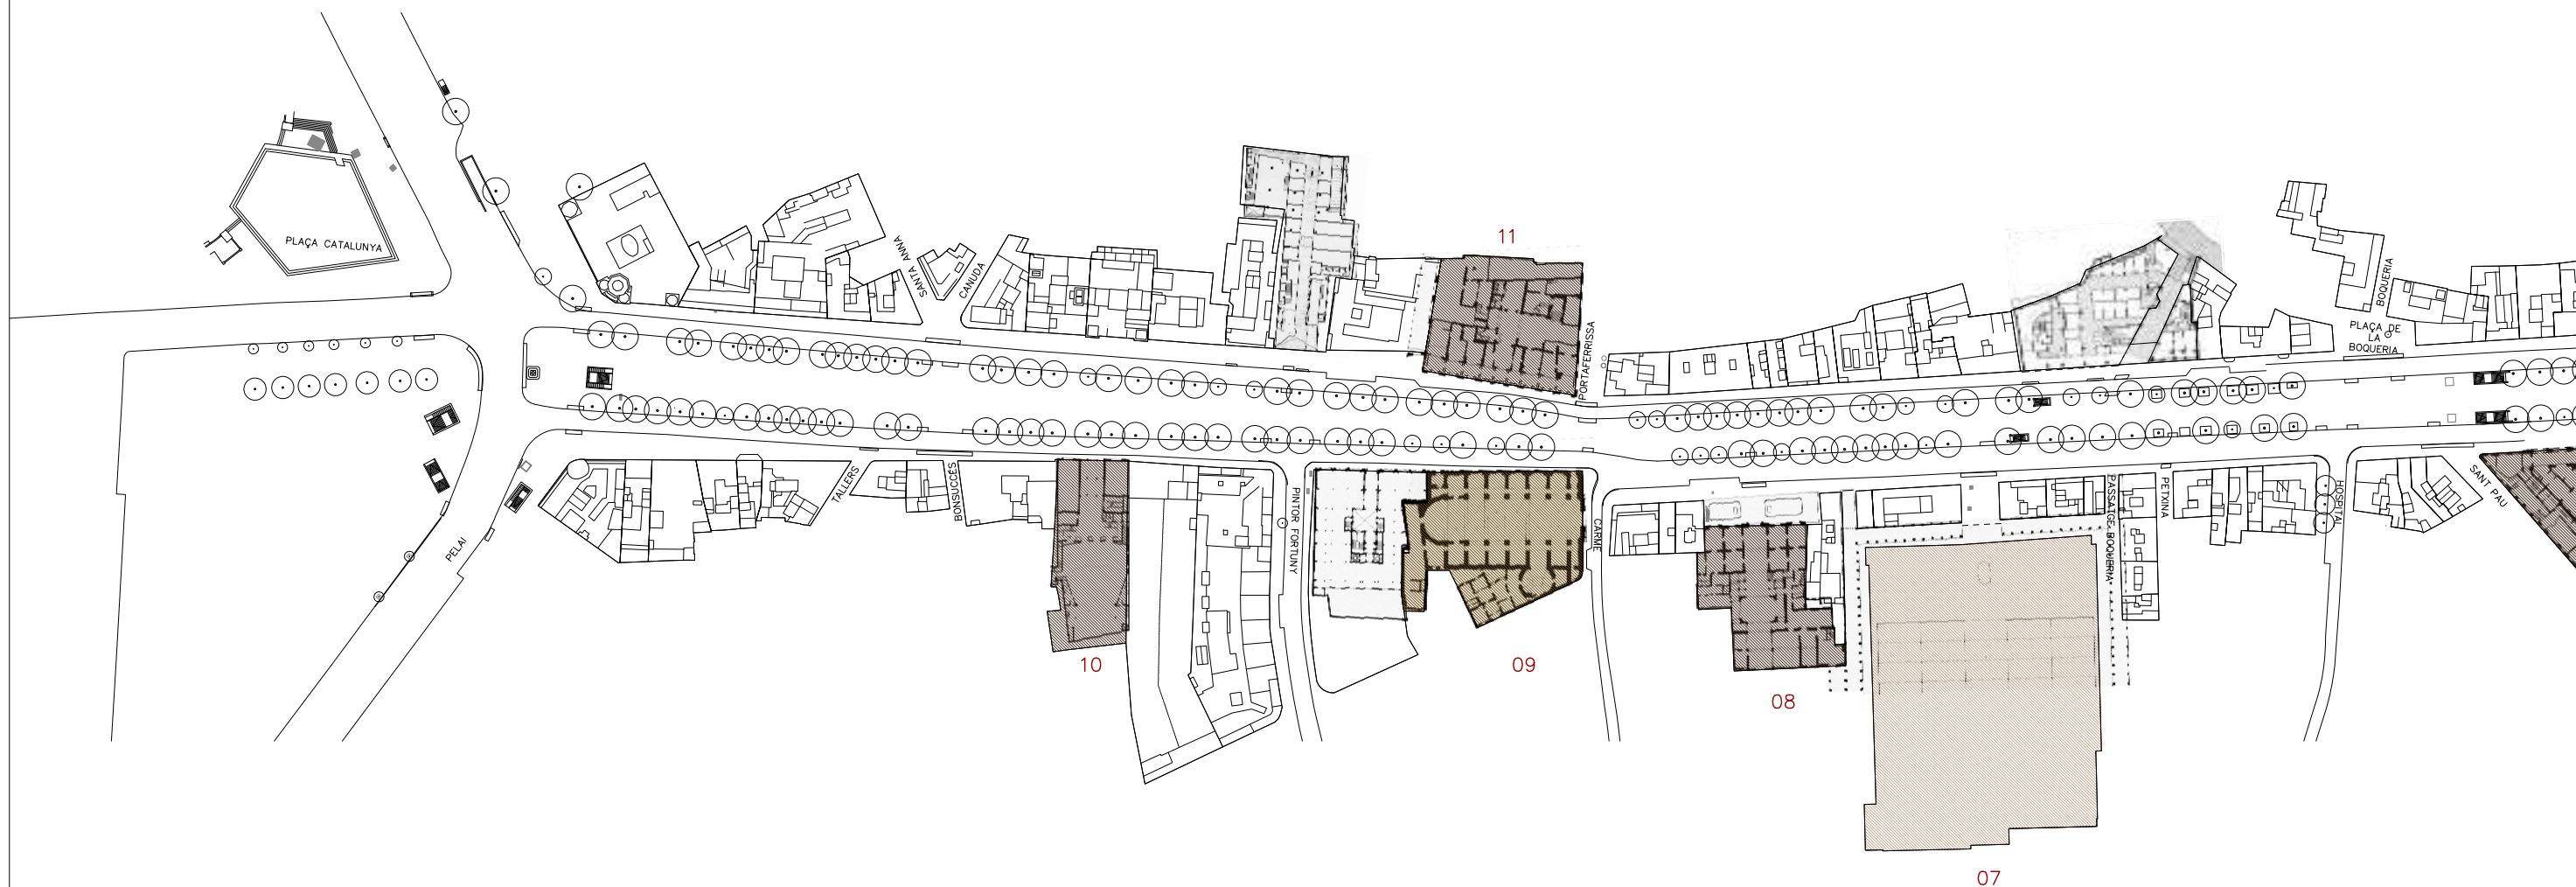 PLAÇA CATALUNYA
PELAI
TALLERS
BONSUCCÉS
SANTA ANNA
CANUDA
10
PINTOR FORTUNY
11
PORTAFERRISSA
09
CARME
08
07
PASSATGE BOQUERIA
PETXINA
HOSPITAL
BOQUERIA
PLAÇA DE
LA
BOQUERIA
SANT PAU